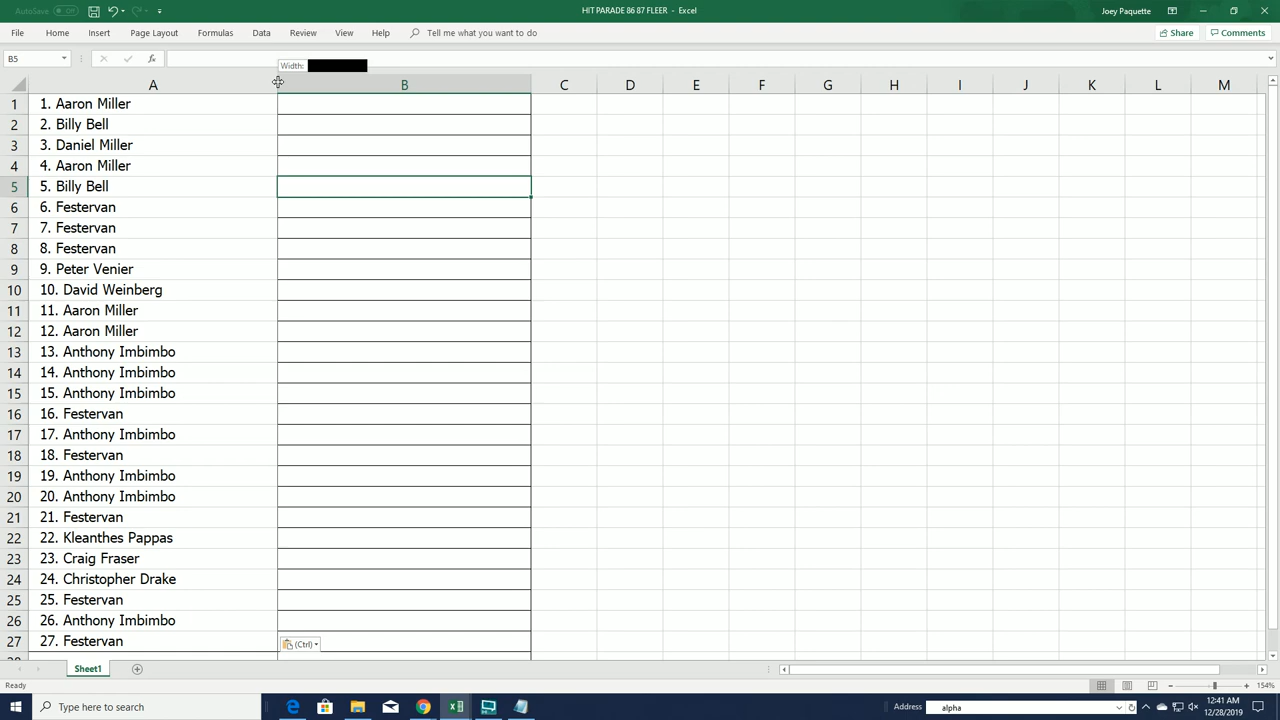 AutoSave Off
HIT PARADE 86 87 FLEER - Excel
Joey Paquette
File Home Insert Page Layout Formulas Data Review View Help Tell me what you want to do
Share Comments
B5 fx
Width:
A B C D E F G H I J K L M
1 1. Aaron Miller
2 2. Billy Bell
3 3. Daniel Miller
4 4. Aaron Miller
5 5. Billy Bell
6 6. Festervan
7 7. Festervan
8 8. Festervan
9 9. Peter Venier
10 10. David Weinberg
11 11. Aaron Miller
12 12. Aaron Miller
13 13. Anthony Imbimbo
14 14. Anthony Imbimbo
15 15. Anthony Imbimbo
16 16. Festervan
17 17. Anthony Imbimbo
18 18. Festervan
19 19. Anthony Imbimbo
20 20. Anthony Imbimbo
21 21. Festervan
22 22. Kleanthes Pappas
23 23. Craig Fraser
24 24. Christopher Drake
25 25. Festervan
26 26. Anthony Imbimbo
27 27. Festervan
(Ctrl)
Sheet1
Ready
154%
Type here to search
Address alpha
12:41 AM
12/28/2019